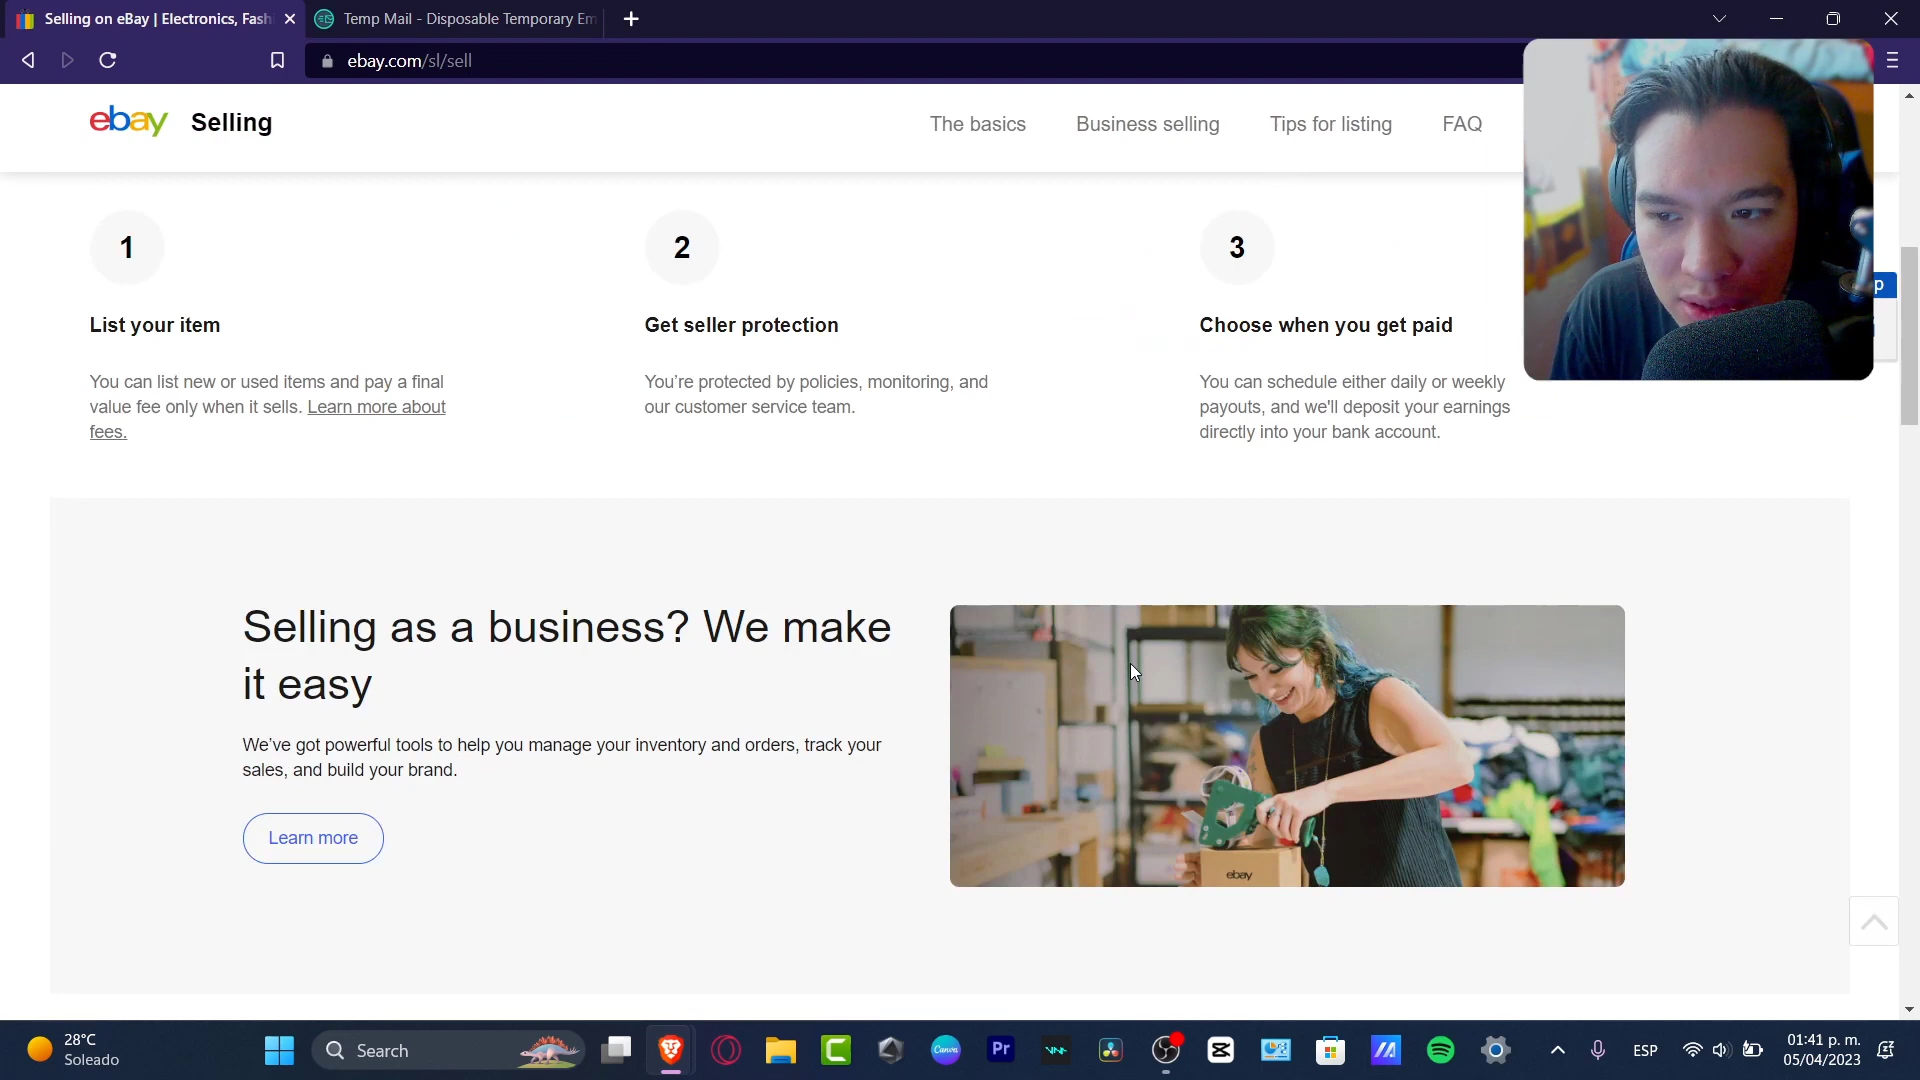 Selling on eBay | Electronics, Fash
Temp Mail - Disposable Temporary Em
ebay.com/sl/sell
ebay Selling
The basics
Business selling
Tips for listing
FAQ
1
2
3
List your item
Get seller protection
Choose when you get paid
You can list new or used items and pay a final
value fee only when it sells. Learn more about
fees.
You're protected by policies, monitoring, and
our customer service team.
You can schedule either daily or weekly
payouts, and we'll deposit your earnings
directly into your bank account.
p
Selling as a business? We make
it easy
We've got powerful tools to help you manage your inventory and orders, track your
sales, and build your brand.
Learn more
ebay
28°C
Soleado
Search
Canva
Pr
ESP
01:41 p. m.
05/04/2023